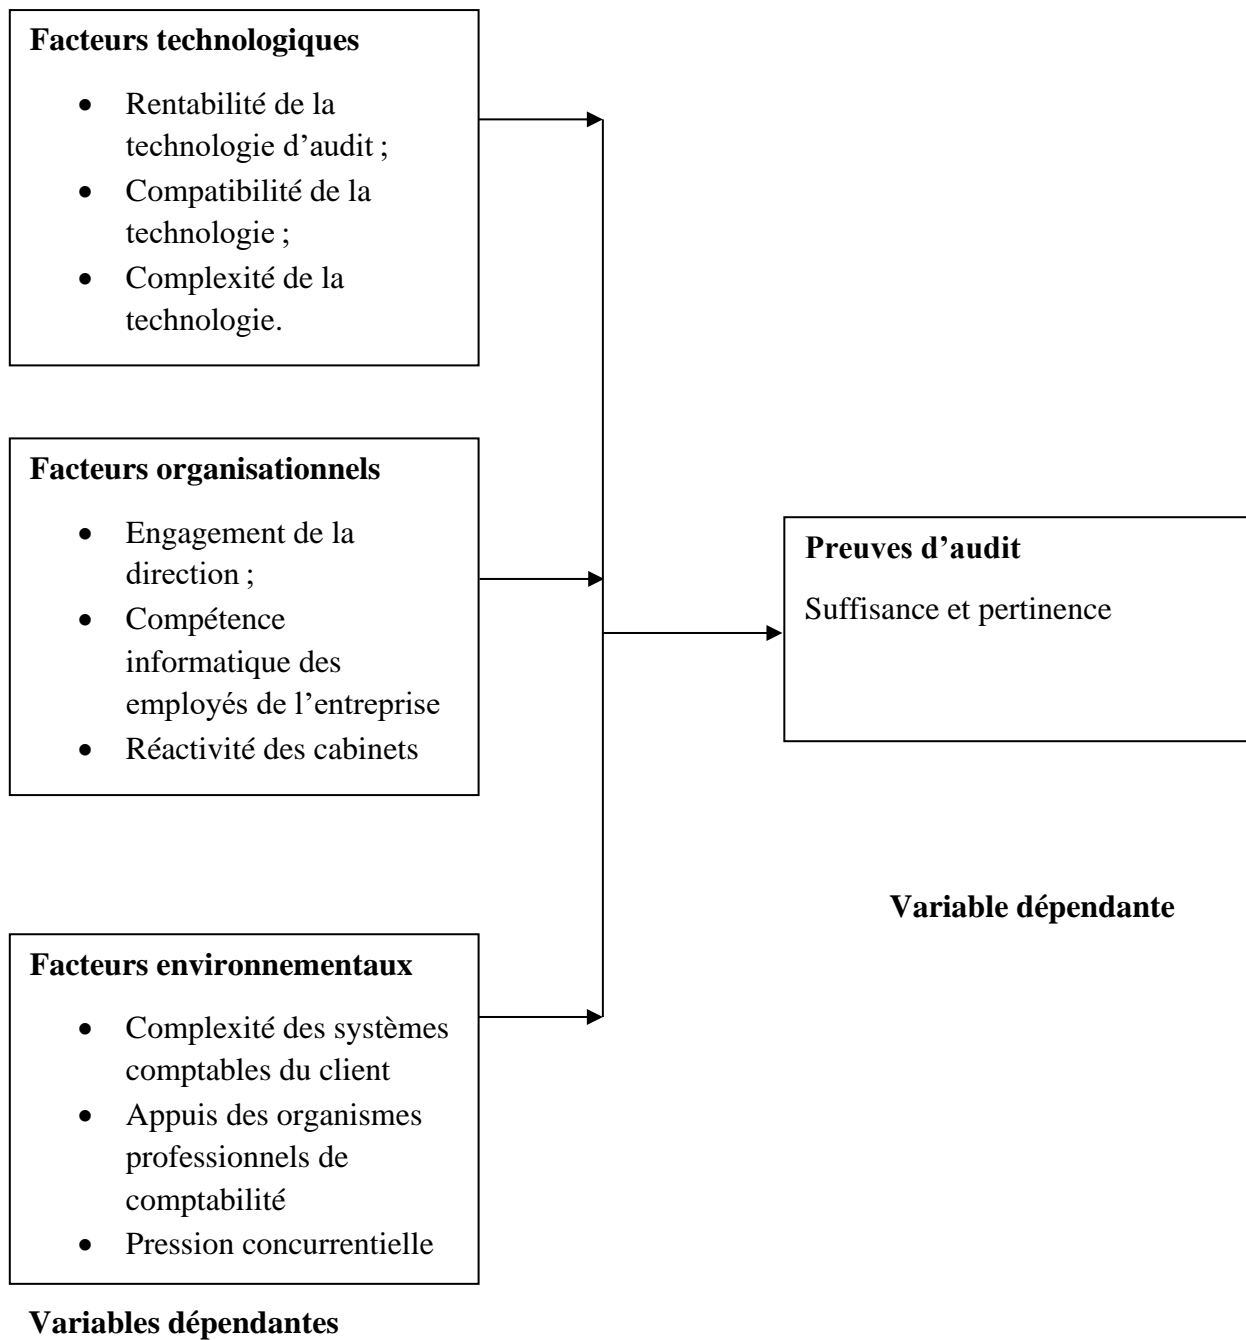 Facteurs technologiques
• Rentabilité de la
technologie d’audit ;
• Compatibilité de la
technologie ;
• Complexité de la
technologie.
Facteurs organisationnels
• Engagement de la
direction ;
• Compétence
informatique des
employés de l’entreprise
• Réactivité des cabinets
Preuves d’audit
Suffisance et pertinence
Variable dépendante
Facteurs environnementaux
• Complexité des systèmes
comptables du client
• Appuis des organismes
professionnels de
comptabilité
• Pression concurrentielle
Variables dépendantes